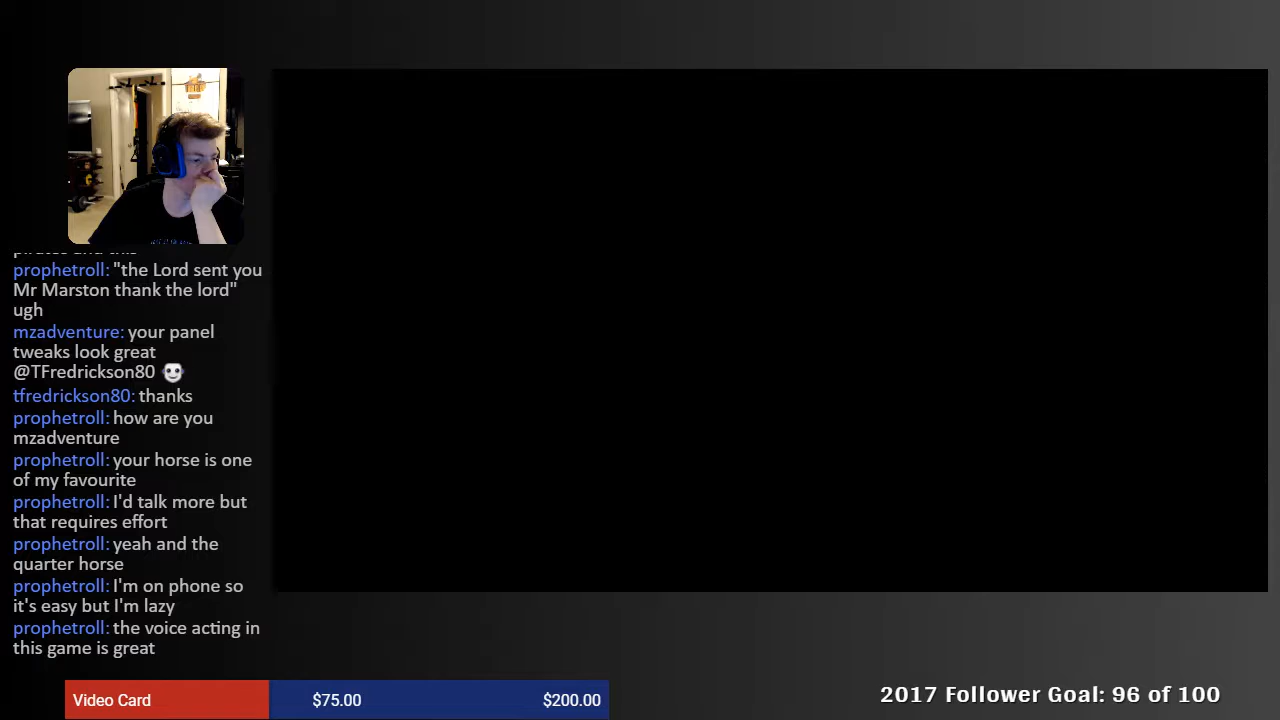 prophetroll: "the Lord sent you
Mr Marston thank the lord"
ugh
mzadventure: your panel
tweaks look great
@TFredrickson80
tfredrickson80: thanks
prophetroll: how are you
mzadventure
prophetroll: your horse is one
of my favourite
prophetroll: I'd talk more but
that requires effort
prophetroll: yeah and the
quarter horse
prophetroll: I'm on phone so
it's easy but I'm lazy
prophetroll: the voice acting in
this game is great
Video Card $75.00 $200.00
2017 Follower Goal: 96 of 100